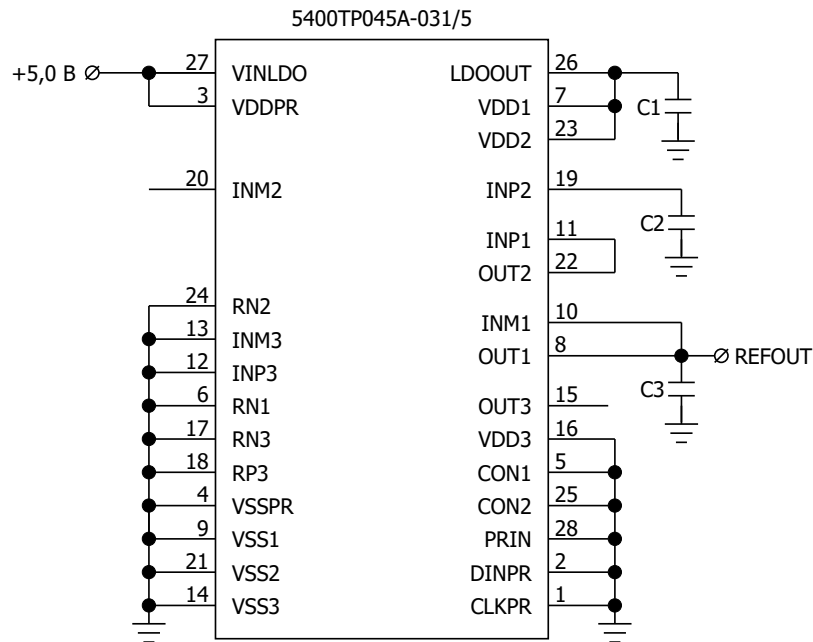 5400TP045A-031/5
+5,0 В
27 VINLDO LDOOUT 26
3 VDDPR VDD1 7
VDD2 23
C1
20 INM2 INP2 19
C2
INP1 11
OUT2 22
24 RN2
INM1 10
13 INM3
OUT1 8
REFOUT
12 INP3
C3
6 RN1 OUT3 15
17 RN3 VDD3 16
18 RP3 CON1 5
4 VSSPR CON2 25
9 VSS1 PRIN 28
21 VSS2 DINPR 2
14 VSS3 CLKPR 1